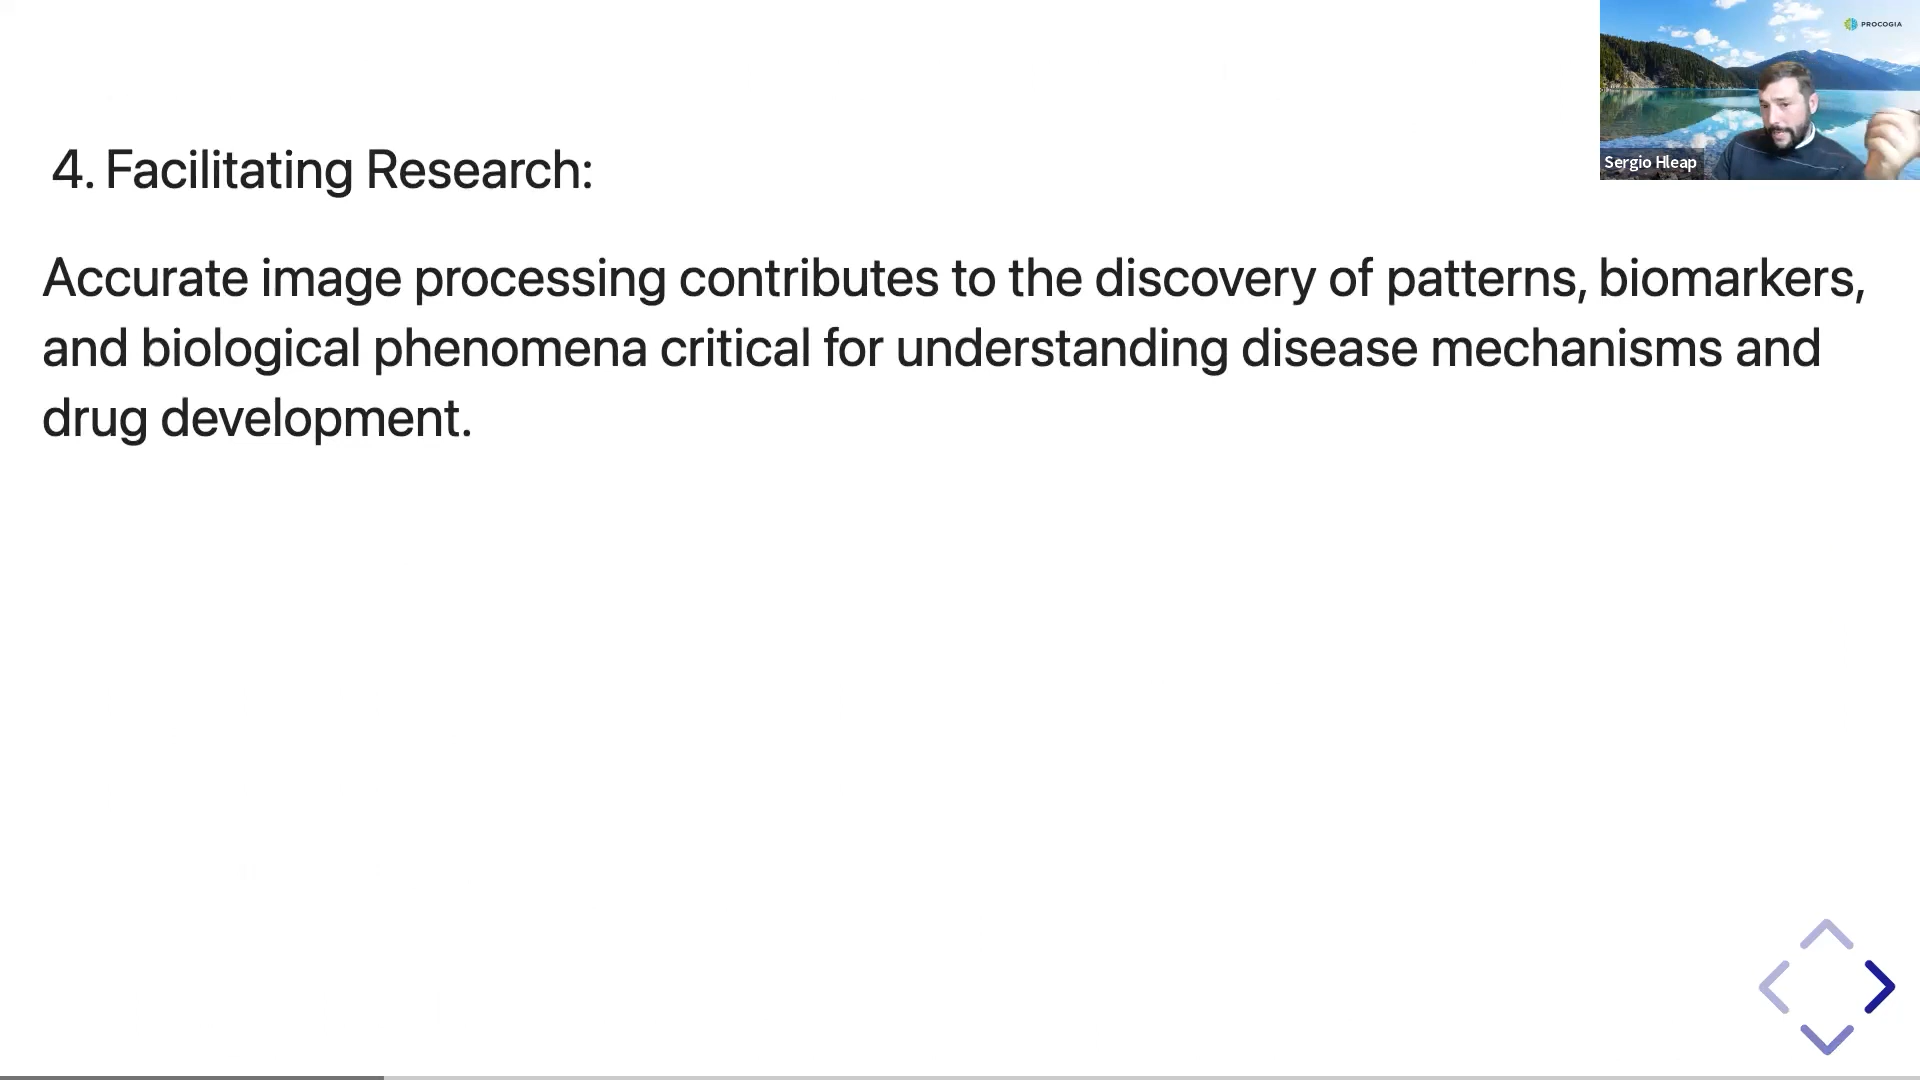 PROCOGIA
Sergio Hleap
4. Facilitating Research:
Accurate image processing contributes to the discovery of patterns, biomarkers,
and biological phenomena critical for understanding disease mechanisms and
drug development.